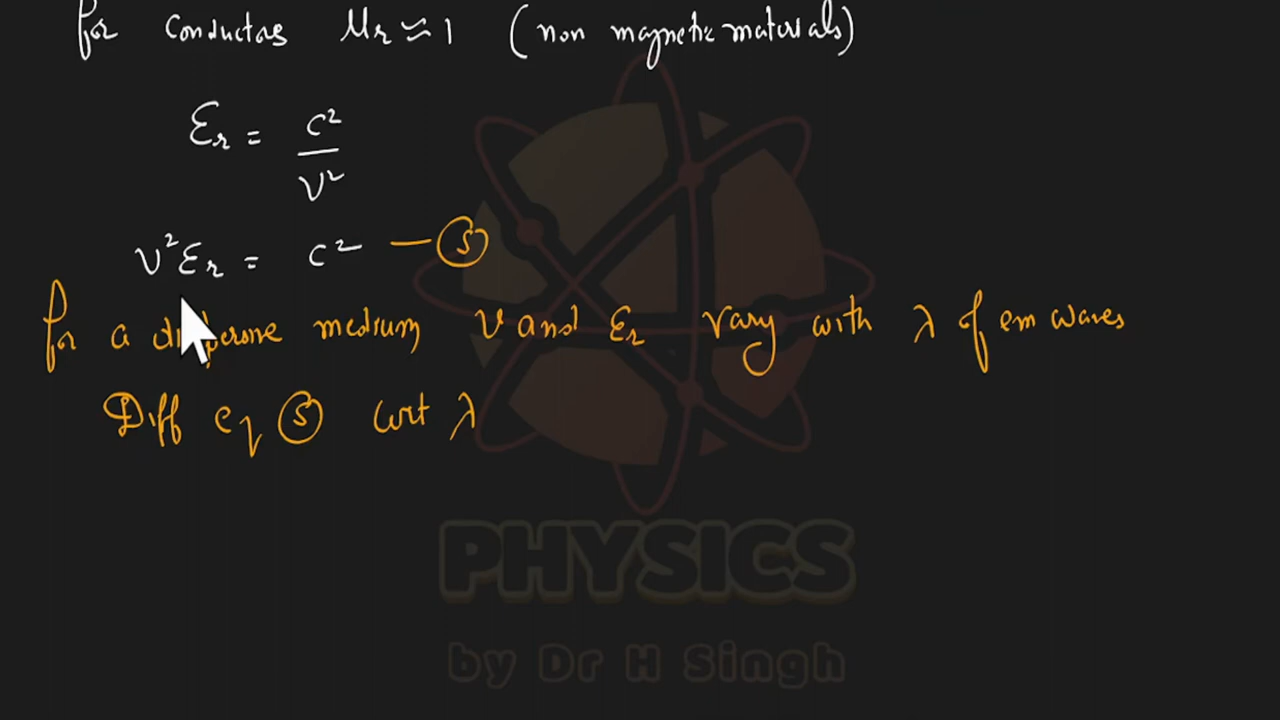 for conductors μr ≈ 1 (non magnetic materials)
εr = c²/v²
v²εr = c² — ⑤
for a dispersive medium v and εr vary with λ of em waves
Diff eq ⑤ wrt λ
PHYSICS
by Dr H Singh